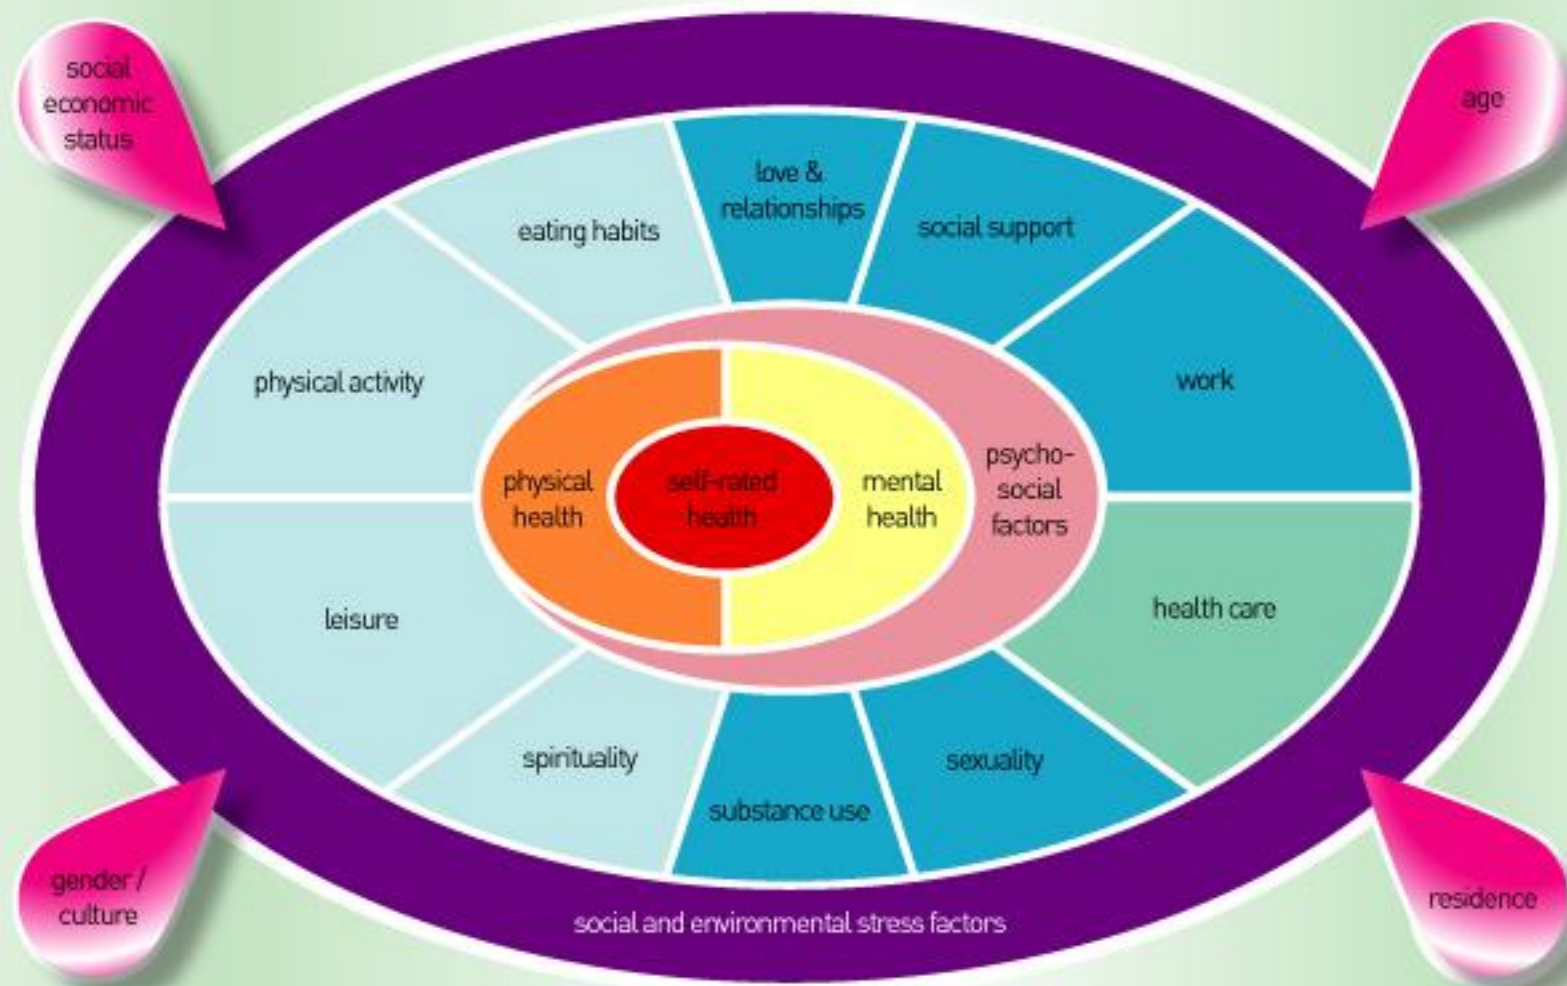 social
economic
status
age
love &
relationships
eating habits
social support
physical activity
work
physical
health
self-rated
health
mental
health
psycho-
social
factors
leisure
health care
spirituality
sexuality
substance use
gender /
culture
residence
social and environmental stress factors